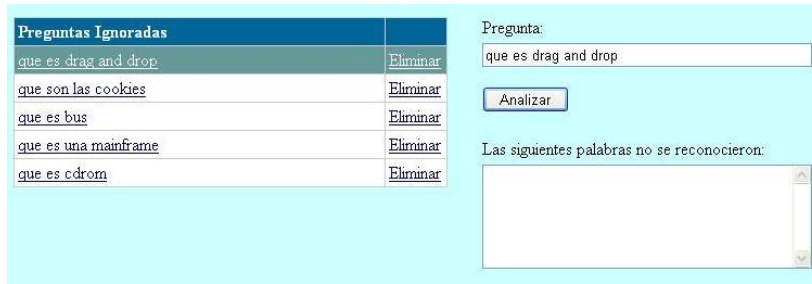 Preguntas Ignoradas
que es drag and drop Eliminar
que son las cookies Eliminar
que es bus Eliminar
que es una mainframe Eliminar
que es cdrom Eliminar
Pregunta:
que es drag and drop
Analizar
Las siguientes palabras no se reconocieron: